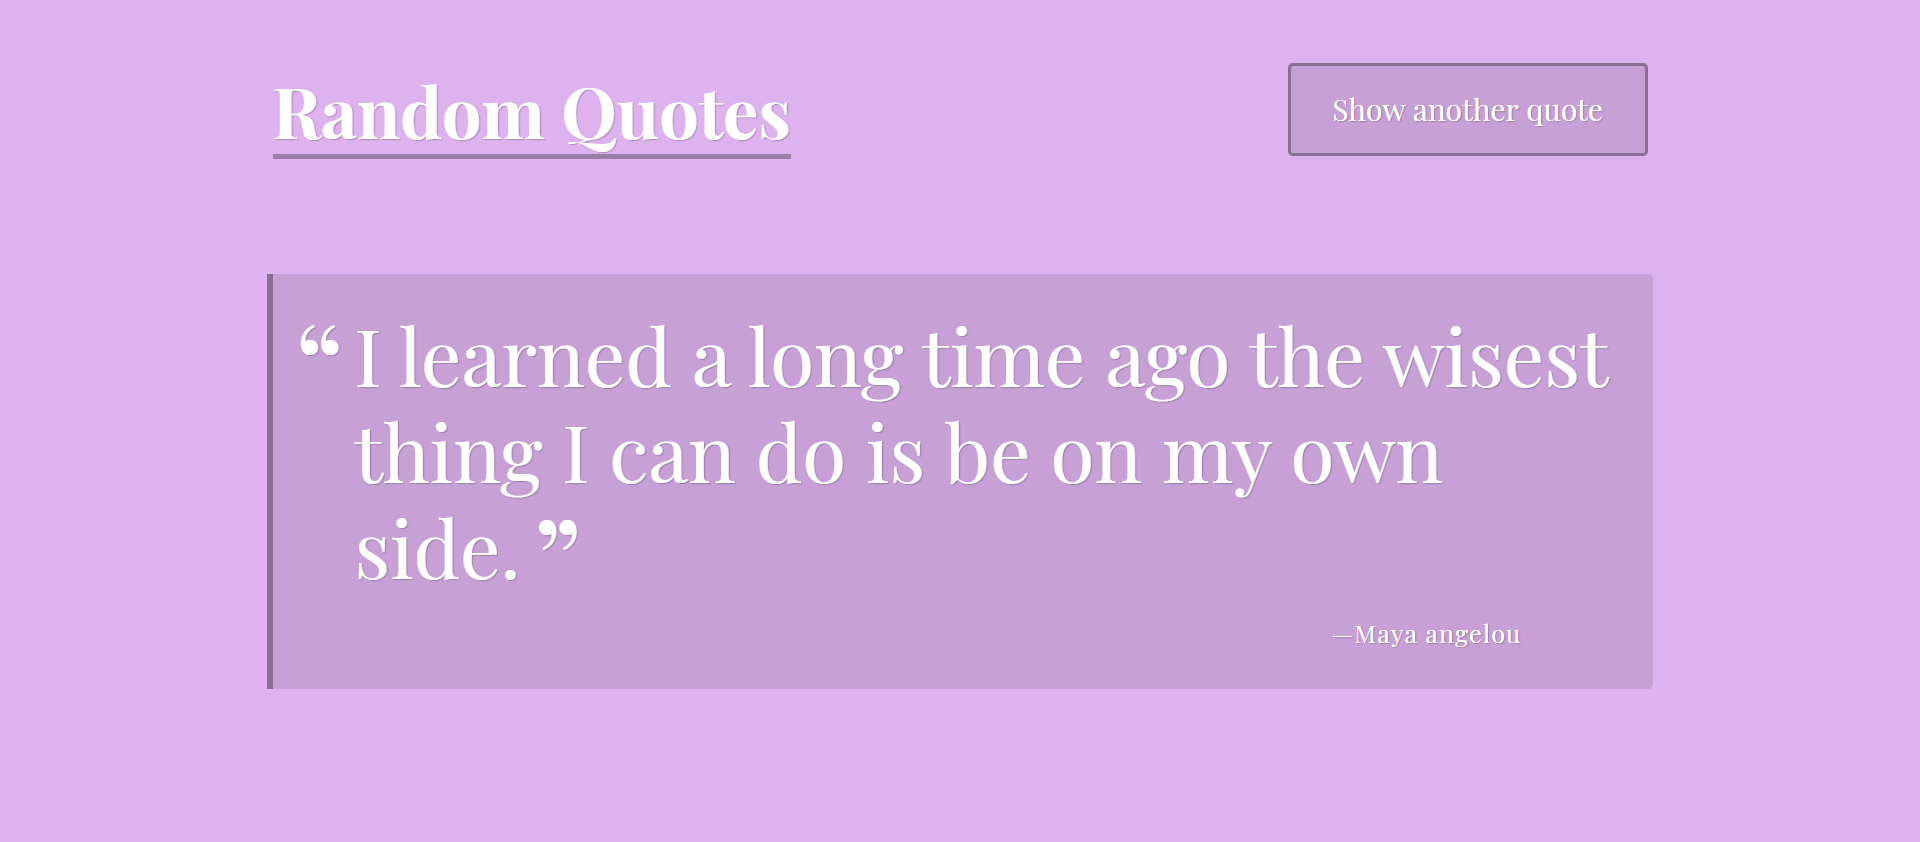 Random Quotes
Show another quote
“ I learned a long time ago the wisest
thing I can do is be on my own
side. ”
—Maya angelou